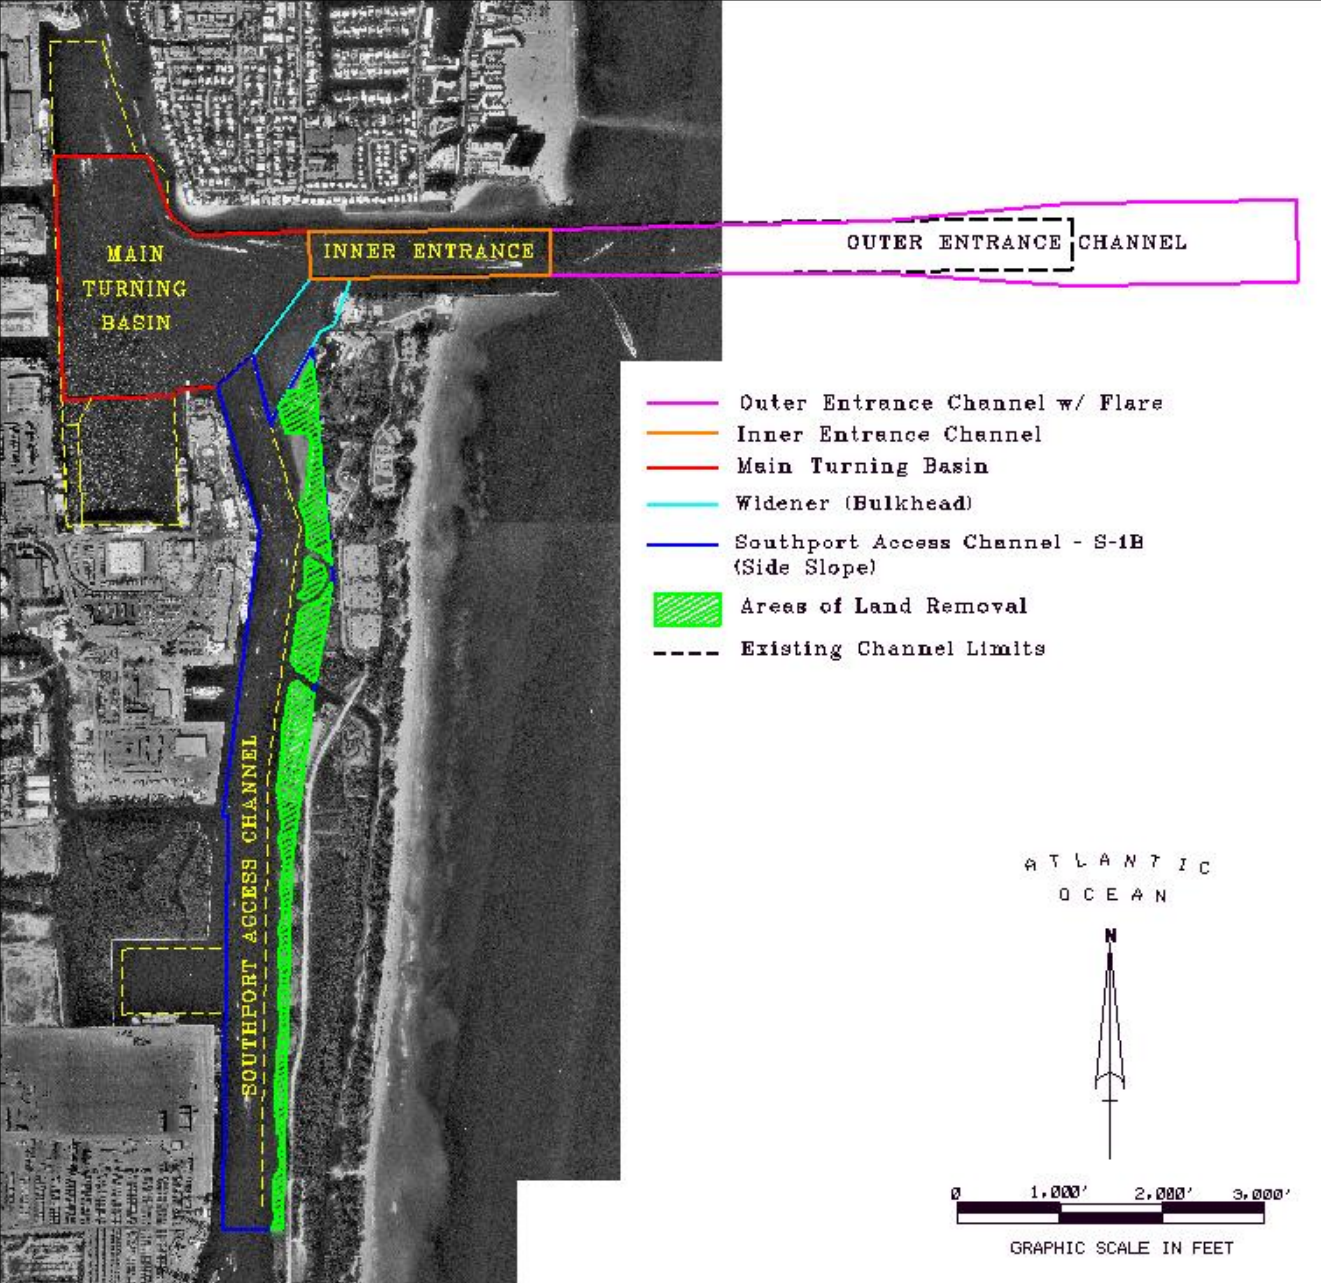 MAIN
TURNING
BASIN
INNER ENTRANCE
OUTER ENTRANCE CHANNEL
Outer Entrance Channel w/ Flare
Inner Entrance Channel
Main Turning Basin
Widener (Bulkhead)
Southport Access Channel - S-1B
(Side Slope)
Areas of Land Removal
Existing Channel Limits
SOUTHPORT ACCESS CHANNEL
ATLANTIC
OCEAN
N
0 1,000' 2,000' 3,000'
GRAPHIC SCALE IN FEET